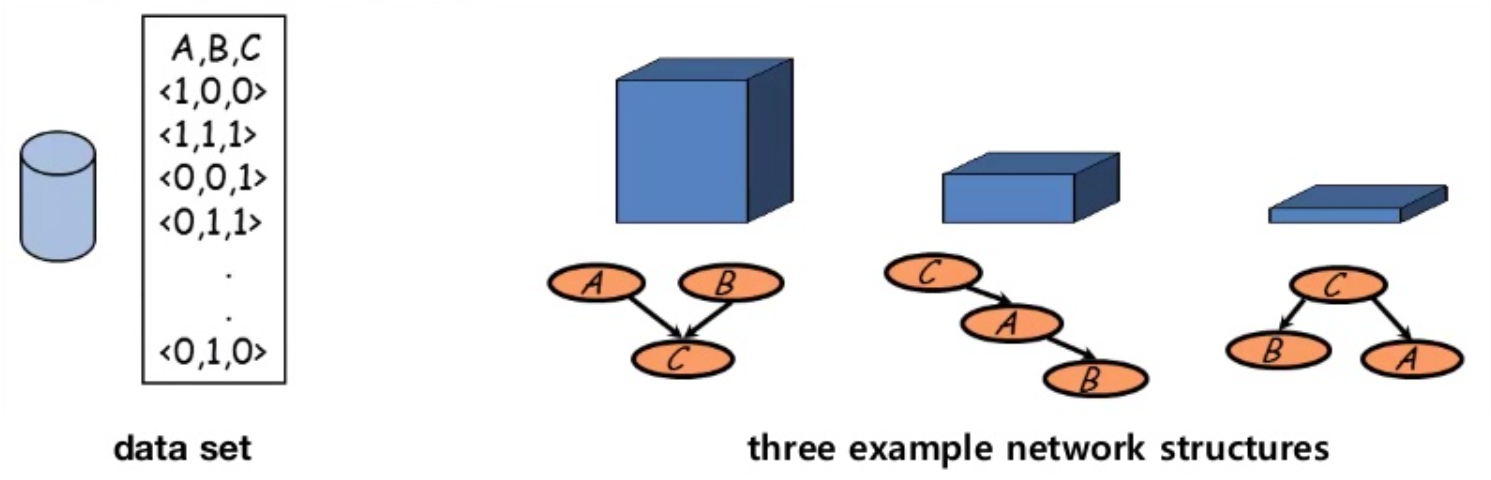 A,B,C
<1,0,0>
<1,1,1>
<0,0,1>
<0,1,1>
.
.
<0,1,0>
data set
A B
C
C
A
B
C
B A
three example network structures